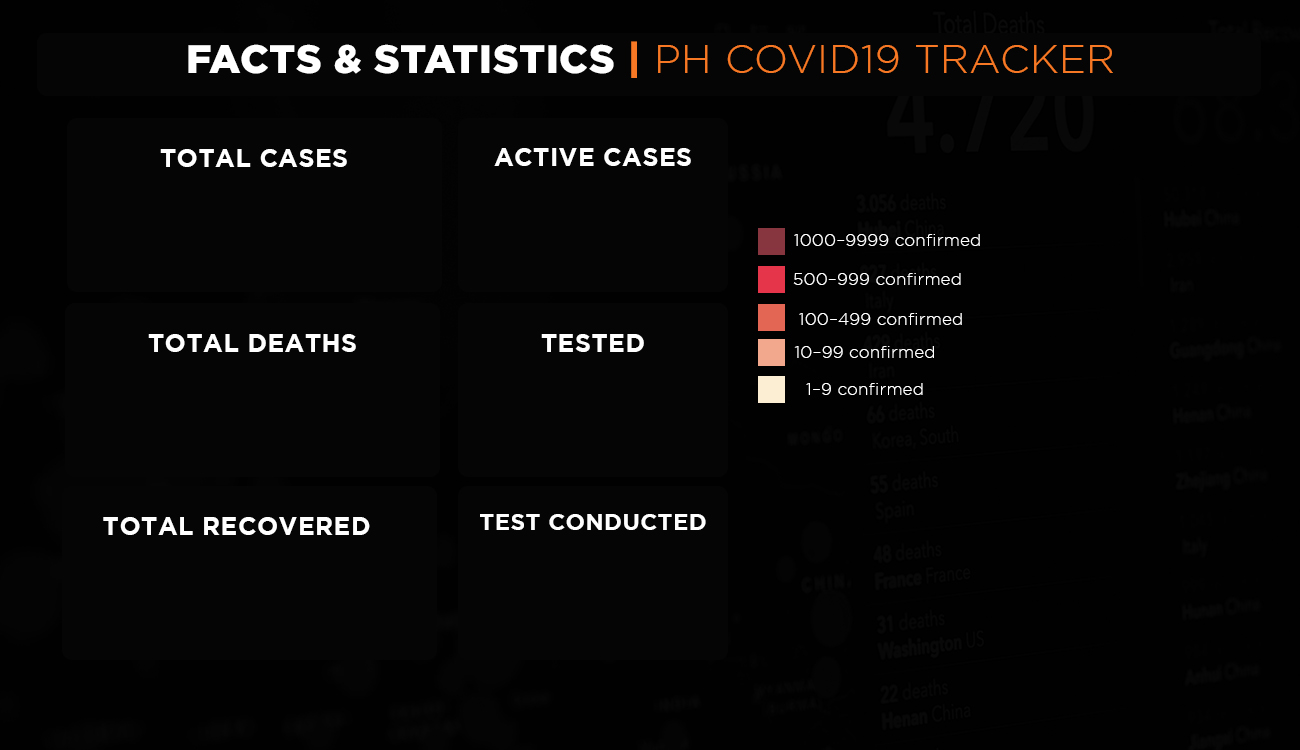 FACTS & STATISTICS | PH COVID19 TRACKER
TOTAL CASES
ACTIVE CASES
TOTAL DEATHS
TESTED
TOTAL RECOVERED
TEST CONDUCTED
1000-9999 confirmed
500-999 confirmed
100-499 confirmed
10-99 confirmed
1-9 confirmed
Total Deaths
4.720
3.056 deaths
Italy
Iran
66 deaths
Korea, South
55 deaths
Spain
48 deaths
France France
31 deaths
Washington US
22 deaths
Henan China
Hubei China
Iran
Guangdong China
Henan China
Zhejiang China
Italy
Hunan China
Anhui China